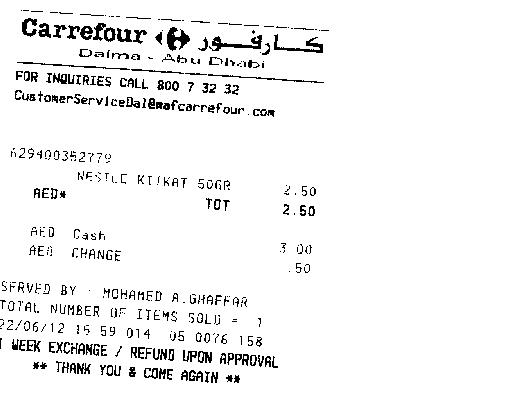 Carrefour كارفور
Dalma - Abu Dhabi
FOR INQUIRIES CALL 800 7 32 32
CustomerServiceDal@mafcarrefour.com
629400352779
NESTLE KITKAT 50GR 2.50
AED* TOT 2.50
AED Cash 3.00
AED CHANGE .50
SERVED BY : MOHAMED A.GHAFFAR
TOTAL NUMBER OF ITEMS SOLD = 1
22/06/12 15 59 014 05 0076 158
1 WEEK EXCHANGE / REFUND UPON APPROVAL
** THANK YOU & COME AGAIN **